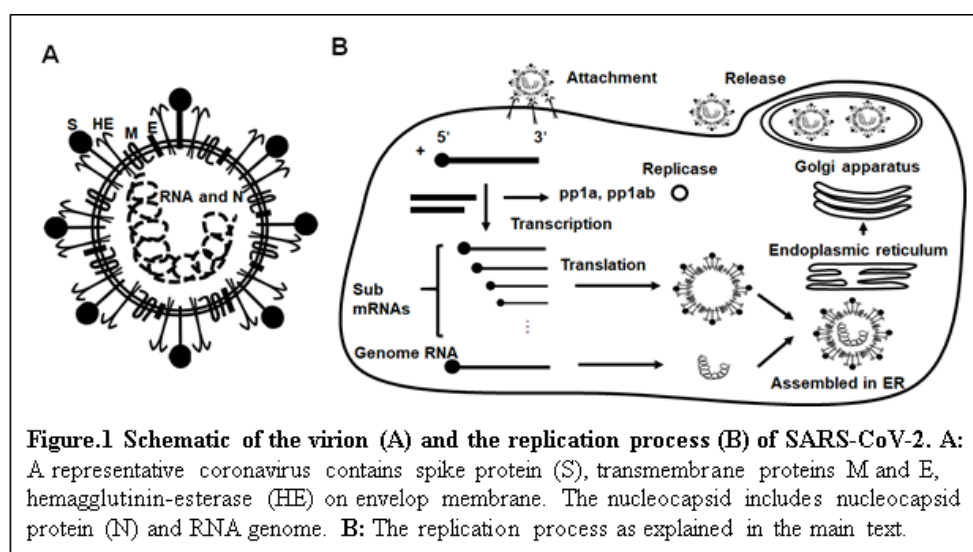 A
S HE M E
RNA and N
B
Attachment
Release
5' 3'
+
pp1a, pp1ab
Replicase
Transcription
Golgi apparatus
Endoplasmic reticulum
Translation
Sub
mRNAs
Genome RNA
Assembled in ER
Figure.1 Schematic of the virion (A) and the replication process (B) of SARS-CoV-2. A:
A representative coronavirus contains spike protein (S), transmembrane proteins M and E,
hemagglutinin-esterase (HE) on envelop membrane. The nucleocapsid includes nucleocapsid
protein (N) and RNA genome. B: The replication process as explained in the main text.